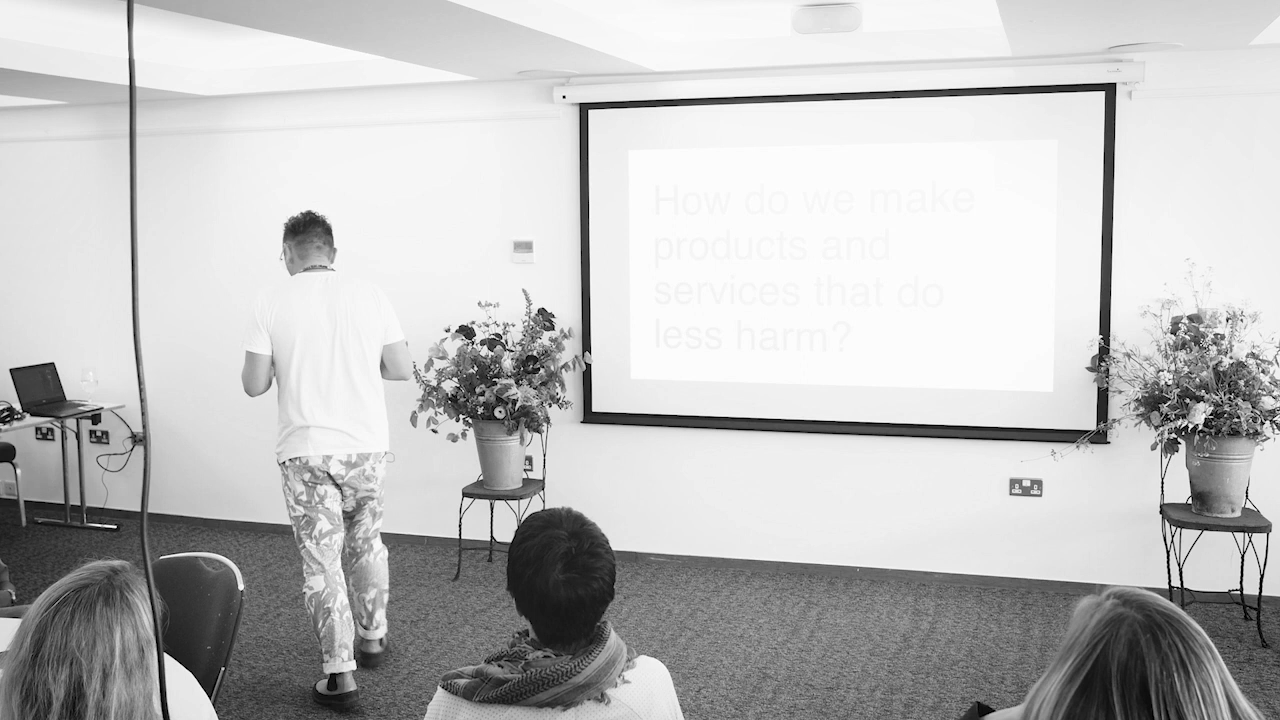 How do we make
products and
services that do
less harm?